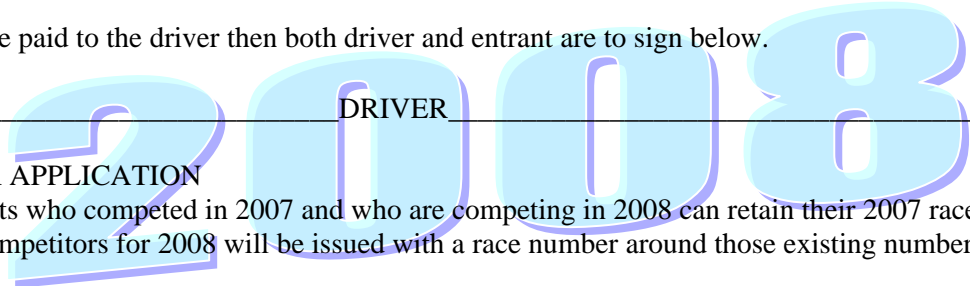 e paid to the driver then both driver and entrant are to sign below.
_______________________DRIVER___________________________________
APPLICATION
ts who competed in 2007 and who are competing in 2008 can retain their 2007 race
mpetitors for 2008 will be issued with a race number around those existing number
2008